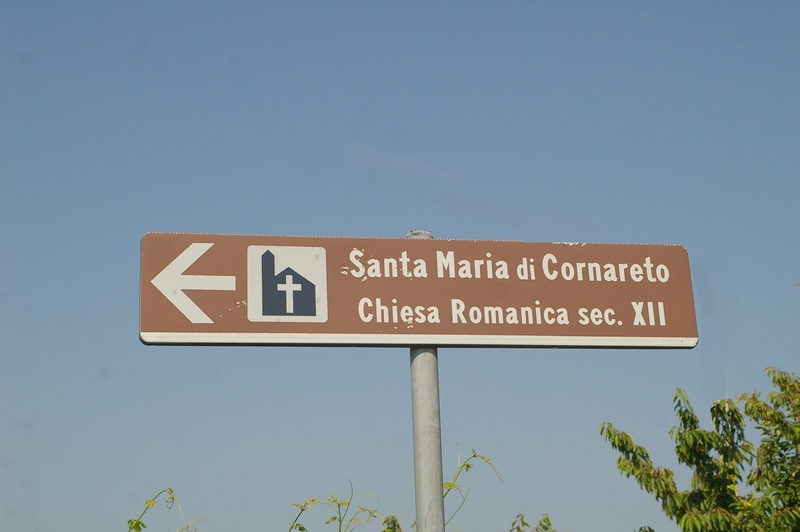 Santa Maria di Cornareto
Chiesa Romanica sec. XII